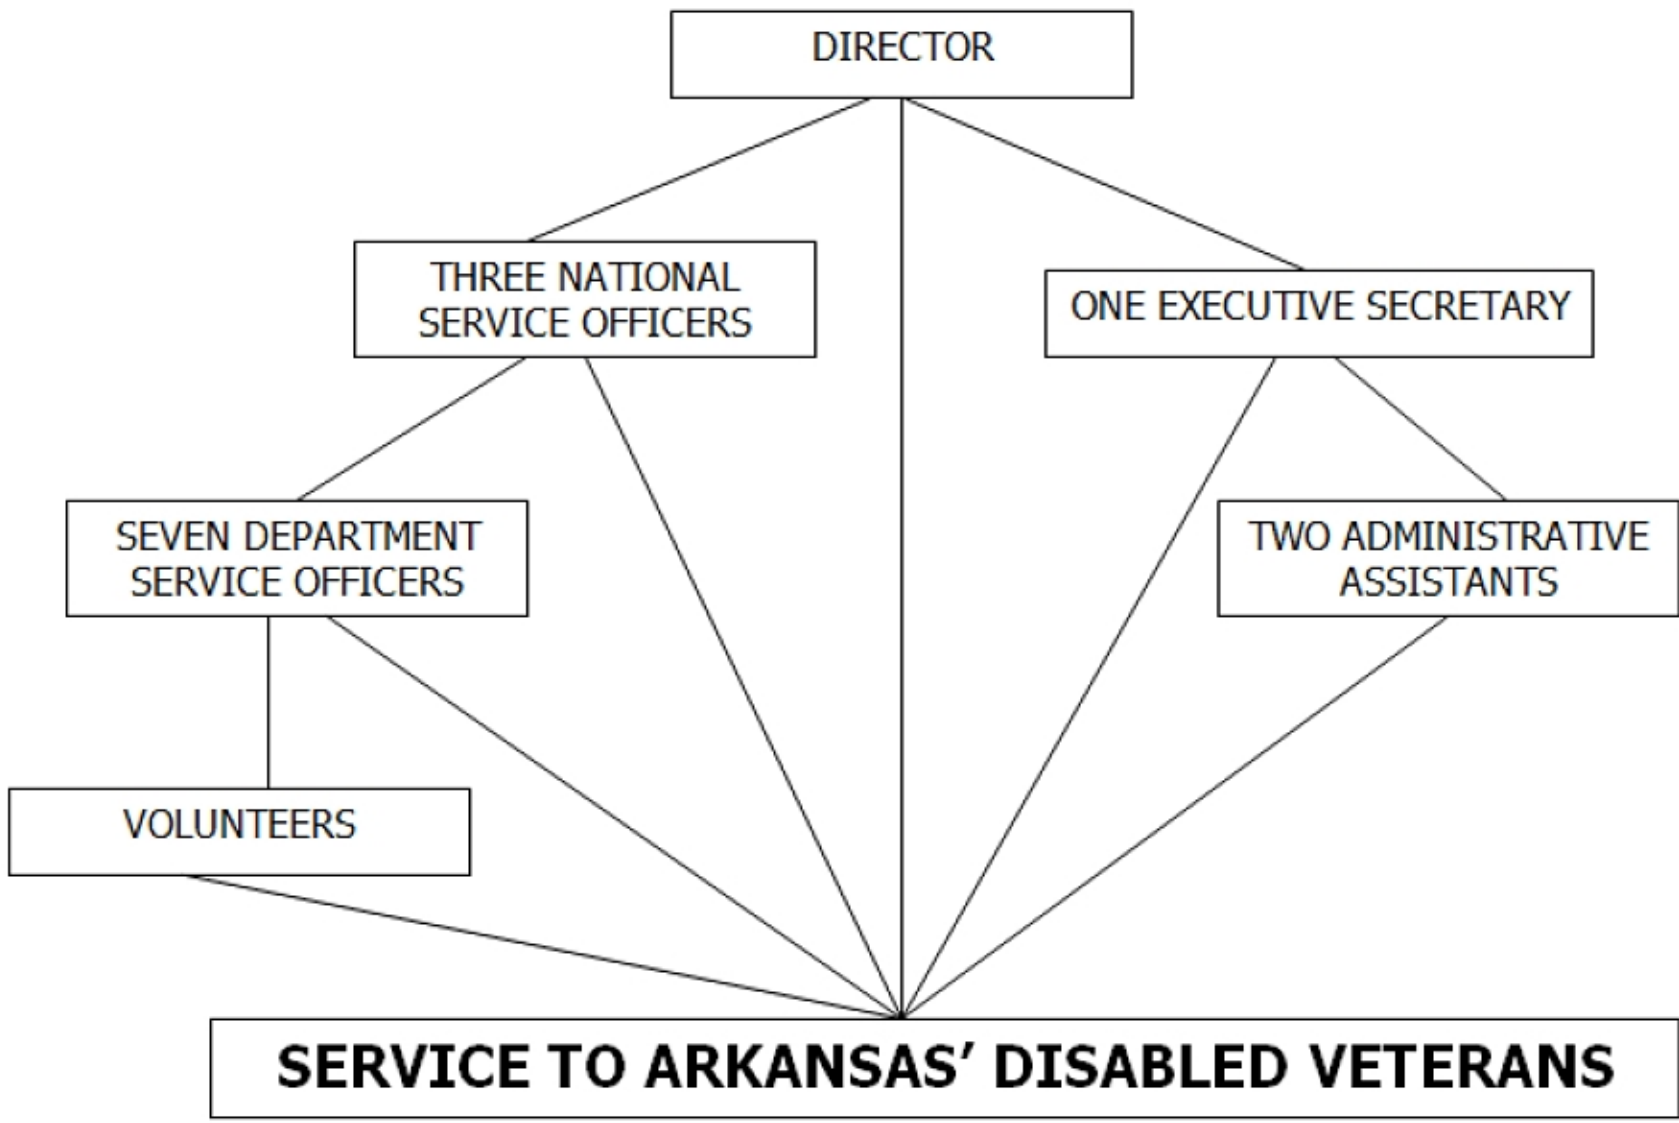 DIRECTOR
THREE NATIONAL
SERVICE OFFICERS
ONE EXECUTIVE SECRETARY
SEVEN DEPARTMENT
SERVICE OFFICERS
TWO ADMINISTRATIVE
ASSISTANTS
VOLUNTEERS
SERVICE TO ARKANSAS’ DISABLED VETERANS